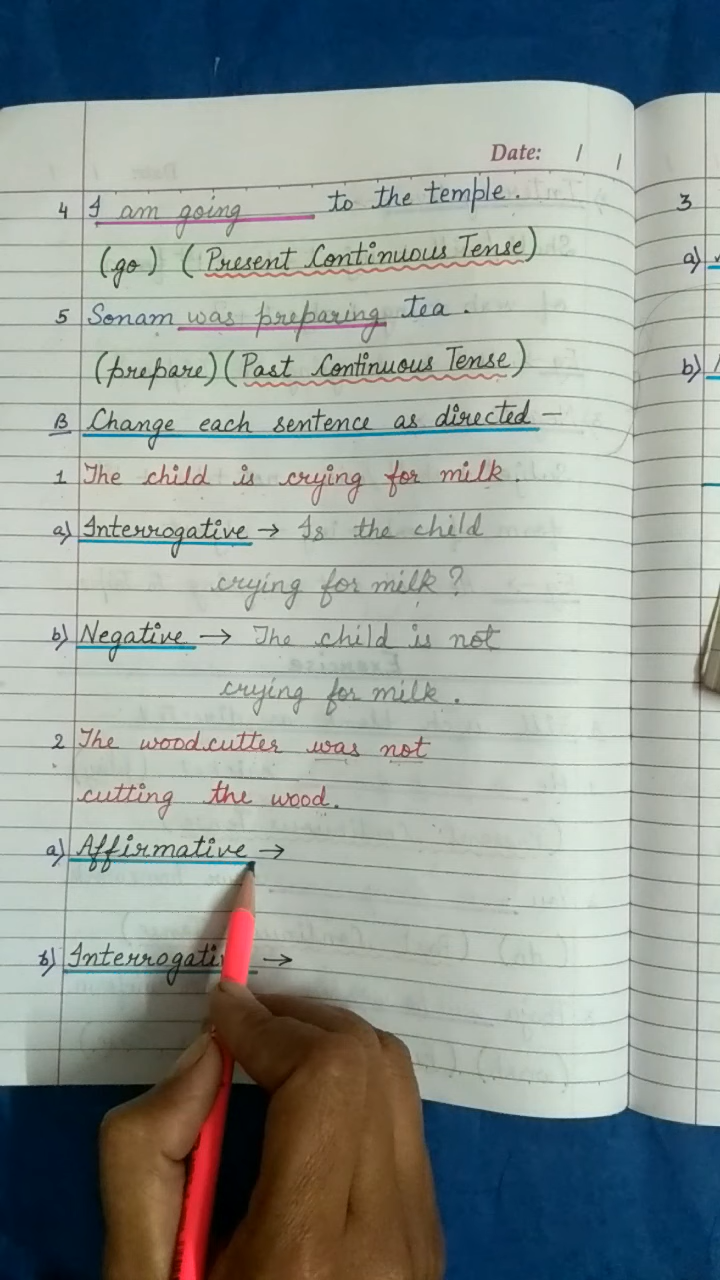 Date: / /
4 I am going to the temple.
(go) (Present Continuous Tense)
5 Sonam was preparing tea.
(prepare) (Past Continuous Tense)
B Change each sentence as directed —
1 The child is crying for milk.
a) Interrogative → Is the child
crying for milk?
b) Negative → The child is not
crying for milk.
2 The woodcutter was not
cutting the wood.
a) Affirmative →
b) Interrogati →
3
a)
b)